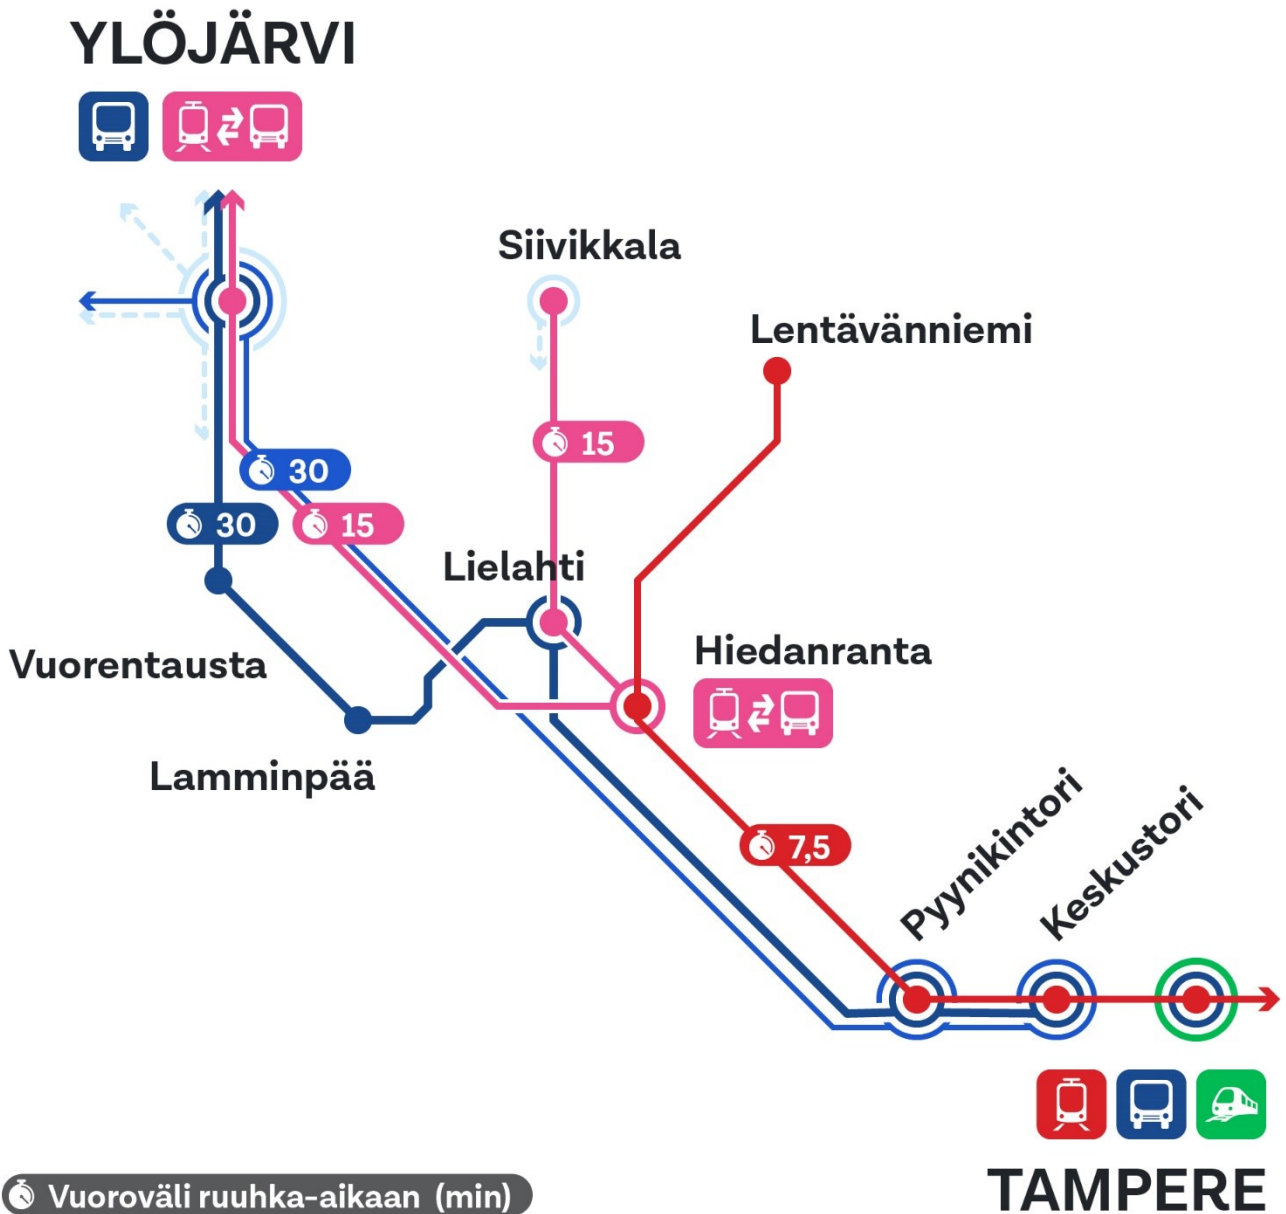 YLÖJÄRVI
Siivikkala
Lentävänniemi
15
30
30
15
Lielahti
Vuorentausta
Hiedanranta
Lamminpää
7,5
Pyynikintori
Keskustori
Vuoroväli ruuhka-aikaan (min)
TAMPERE